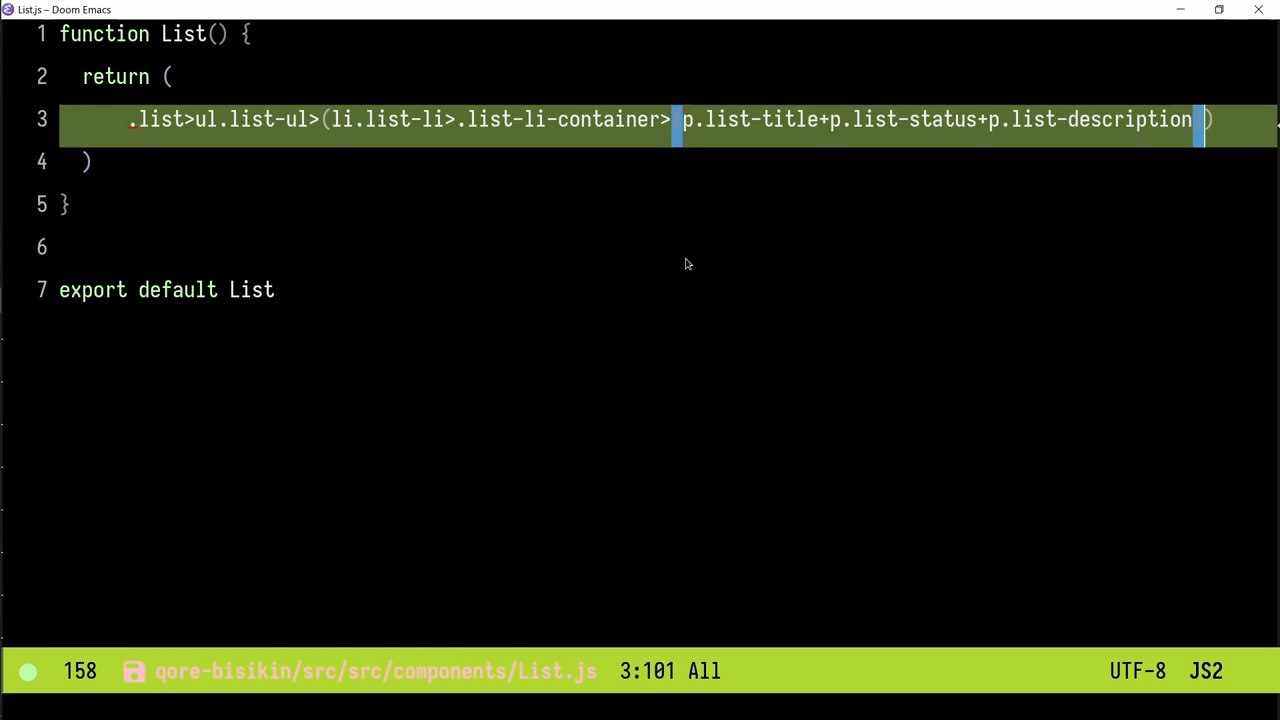 List.js – Doom Emacs
1 function List() {
2 return (
3 .list>ul.list-ul>(li.list-li>.list-li-container>(p.list-title+p.list-status+p.list-description))
4 )
5 }
6
7 export default List
158 qore-bisikin/src/src/components/List.js 3:101 All UTF-8 JS2